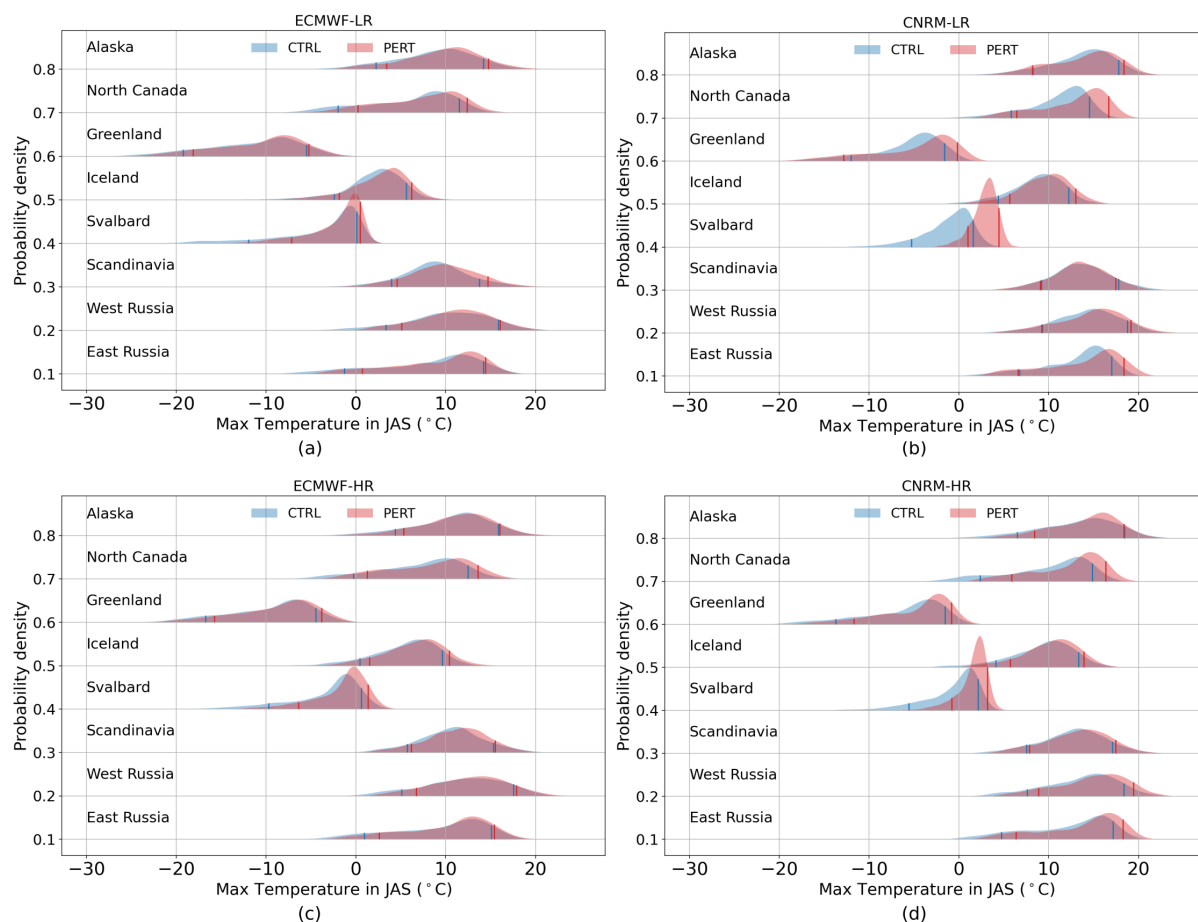 ECMWF-LR
CTRL PERT
Probability density
Alaska
0.8
North Canada
0.7
Greenland
0.6
Iceland
0.5
Svalbard
0.4
Scandinavia
0.3
West Russia
0.2
East Russia
0.1
−30 −20 −10 0 10 20
Max Temperature in JAS (°C)
(a)
CNRM-LR
CTRL PERT
Probability density
Alaska
0.8
North Canada
0.7
Greenland
0.6
Iceland
0.5
Svalbard
0.4
Scandinavia
0.3
West Russia
0.2
East Russia
0.1
−30 −20 −10 0 10 20
Max Temperature in JAS (°C)
(b)
ECMWF-HR
CTRL PERT
Probability density
Alaska
0.8
North Canada
0.7
Greenland
0.6
Iceland
0.5
Svalbard
0.4
Scandinavia
0.3
West Russia
0.2
East Russia
0.1
−30 −20 −10 0 10 20
Max Temperature in JAS (°C)
(c)
CNRM-HR
CTRL PERT
Probability density
Alaska
0.8
North Canada
0.7
Greenland
0.6
Iceland
0.5
Svalbard
0.4
Scandinavia
0.3
West Russia
0.2
East Russia
0.1
−30 −20 −10 0 10 20
Max Temperature in JAS (°C)
(d)